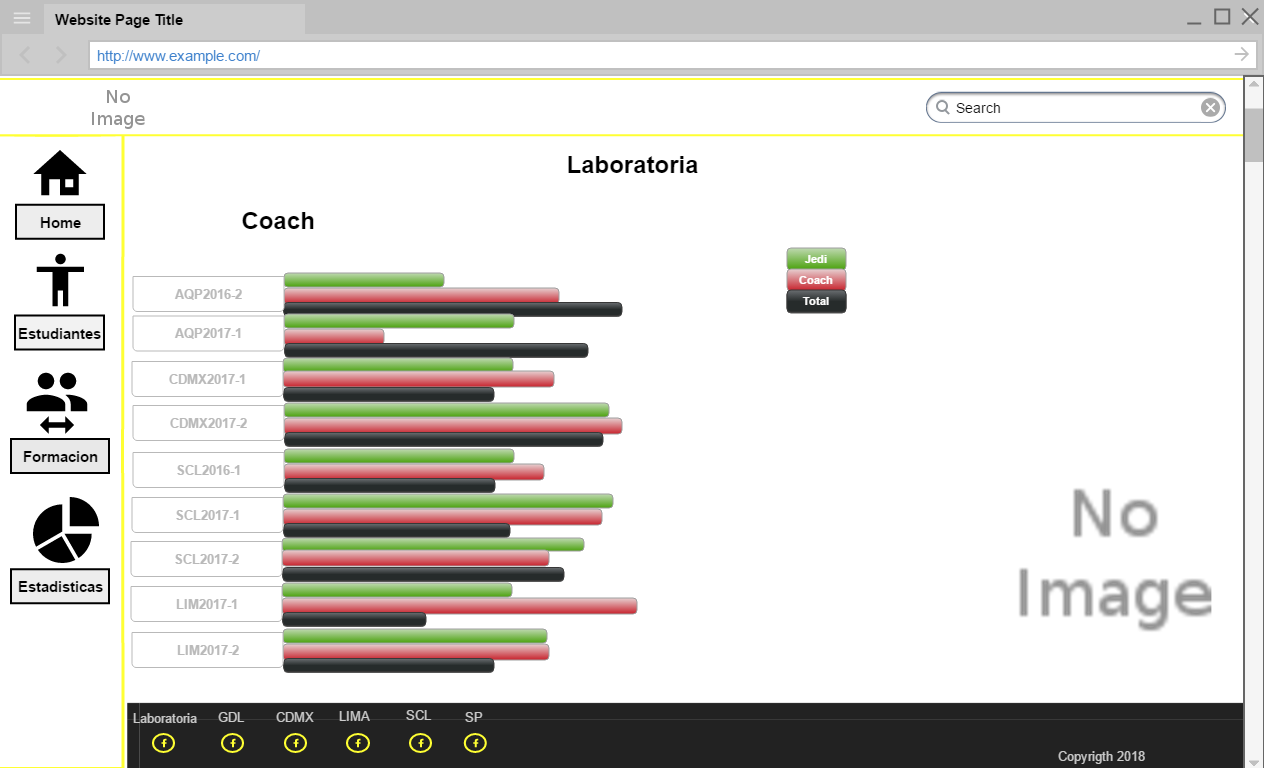 Website Page Title
http://www.example.com/
No
Image
Search
Laboratoria
Coach
Home
Estudiantes
Formacion
Estadisticas
Jedi
Coach
Total
AQP2016-2
AQP2017-1
CDMX2017-1
CDMX2017-2
SCL2016-1
SCL2017-1
SCL2017-2
LIM2017-1
LIM2017-2
No
Image
Laboratoria GDL CDMX LIMA SCL SP
Copyrigth 2018